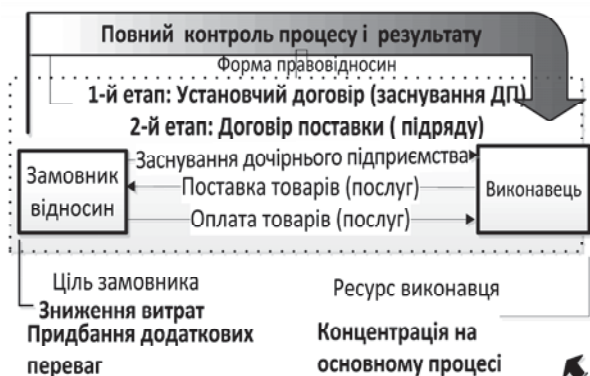 Повний контроль процесу і результату
Форма правовідносин
1-й етап: Установчий договір (заснування ДП)
2-й етап: Договір поставки ( підряду)
Заснування дочірнього підприємства
Замовник відносин
Поставка товарів (послуг)
Виконавець
Оплата товарів (послуг)
Ціль замовника
Зниження витрат
Придбання додаткових
переваг
Ресурс виконавця
Концентрація на
основному процесі